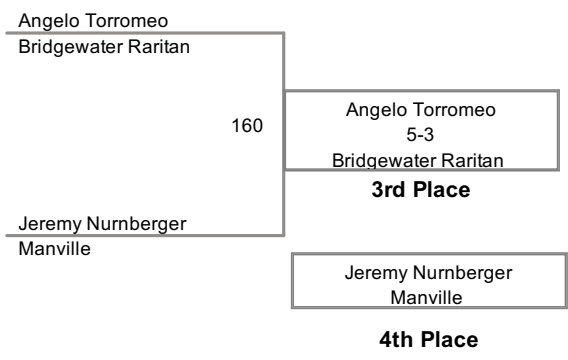 Angelo Torromeo
Bridgewater Raritan
160
Angelo Torromeo
5-3
Bridgewater Raritan
3rd Place
Jeremy Nurnberger
Manville
Jeremy Nurnberger
Manville
4th Place